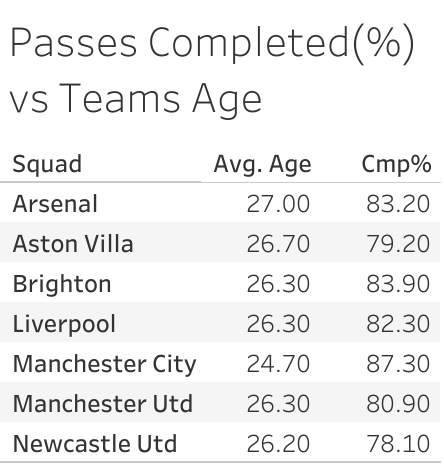 Passes Completed(%)
vs Teams Age
Squad Avg. Age Cmp%
Arsenal 27.00 83.20
Aston Villa 26.70 79.20
Brighton 26.30 83.90
Liverpool 26.30 82.30
Manchester City 24.70 87.30
Manchester Utd 26.30 80.90
Newcastle Utd 26.20 78.10